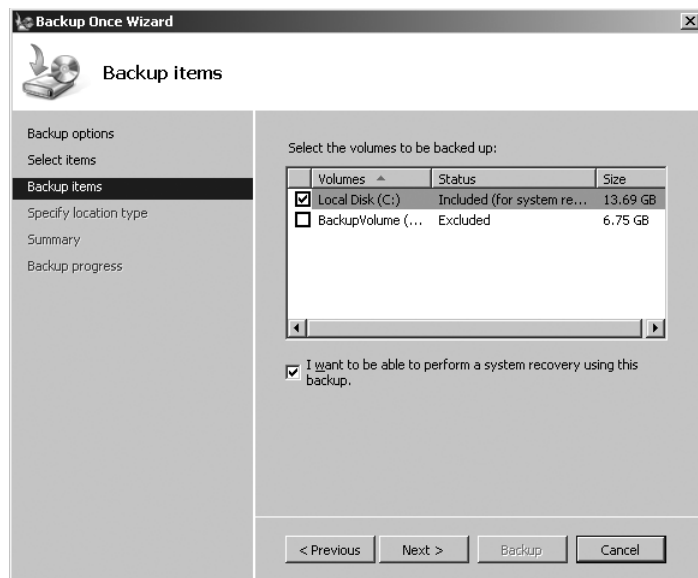 Backup Once Wizard
Backup items
Backup options
Select items
Backup items
Specify location type
Summary
Backup progress
Select the volumes to be backed up:
Volumes Status Size
Local Disk (C:) Included (for system re... 13.69 GB
BackupVolume (... Excluded 6.75 GB
I want to be able to perform a system recovery using this
backup.
< Previous Next > Backup Cancel